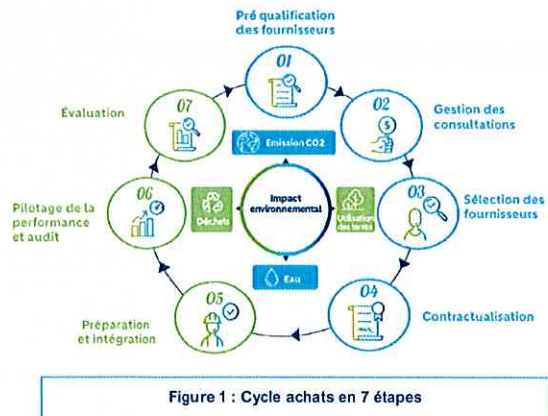 Pré qualification
des fournisseurs
01
02
Gestion des
consultations
03
Sélection des
fournisseurs
04
Contractualisation
05
Préparation
et intégration
06
Pilotage de la
performance
et audit
07
Évaluation
Emission CO2
Déchets
Impact
environnemental
Utilisation
des terres
Eau
Figure 1 : Cycle achats en 7 étapes